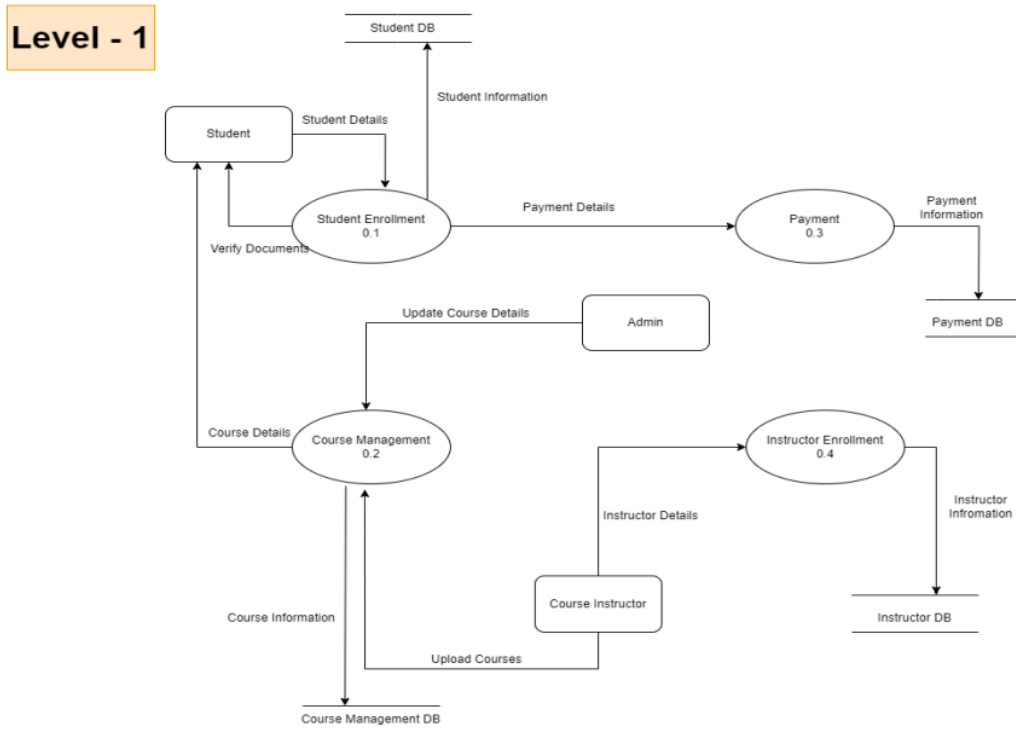 Level - 1
Student DB
Student Information
Student Details
Student
Student Enrollment
0.1
Verify Documents
Payment Details
Payment
0.3
Payment
Information
Payment DB
Update Course Details
Admin
Course Details
Course Management
0.2
Instructor Enrollment
0.4
Instructor Details
Instructor
Infromation
Course Instructor
Course Information
Instructor DB
Upload Courses
Course Management DB